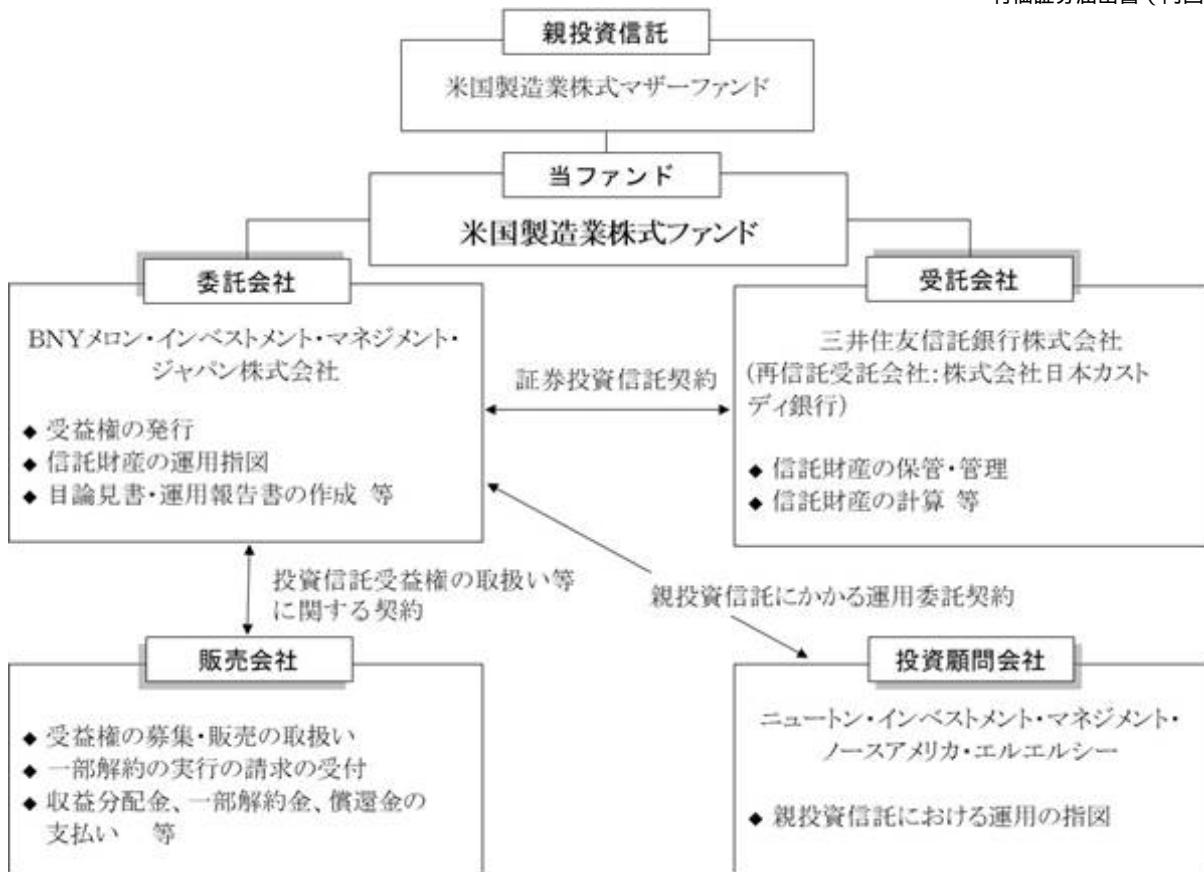 親投資信託
米国製造業株式マザーファンド
当ファンド
米国製造業株式ファンド
委託会社
BNYメロン・インベストメント・マネジメント・
ジャパン株式会社
◆ 受益権の発行
◆ 信託財産の運用指図
◆ 目論見書・運用報告書の作成 等
証券投資信託契約
受託会社
三井住友信託銀行株式会社
(再信託受託会社:株式会社日本カスト
ディ銀行)
◆ 信託財産の保管・管理
◆ 信託財産の計算 等
投資信託受益権の取扱い等
に関する契約
親投資信託にかかる運用委託契約
販売会社
◆ 受益権の募集・販売の取扱い
◆ 一部解約の実行の請求の受付
◆ 収益分配金、一部解約金、償還金の
支払い 等
投資顧問会社
ニュートン・インベストメント・マネジメント・
ノースアメリカ・エルエルシー
◆ 親投資信託における運用の指図